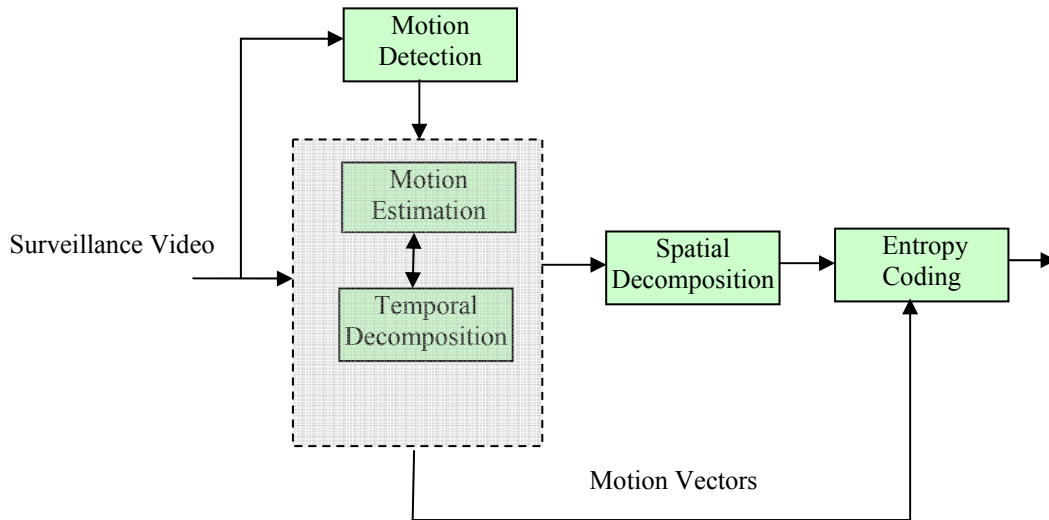 Motion
Detection
Motion
Estimation
Surveillance Video
Spatial
Decomposition
Entropy
Coding
Temporal
Decomposition
Motion Vectors